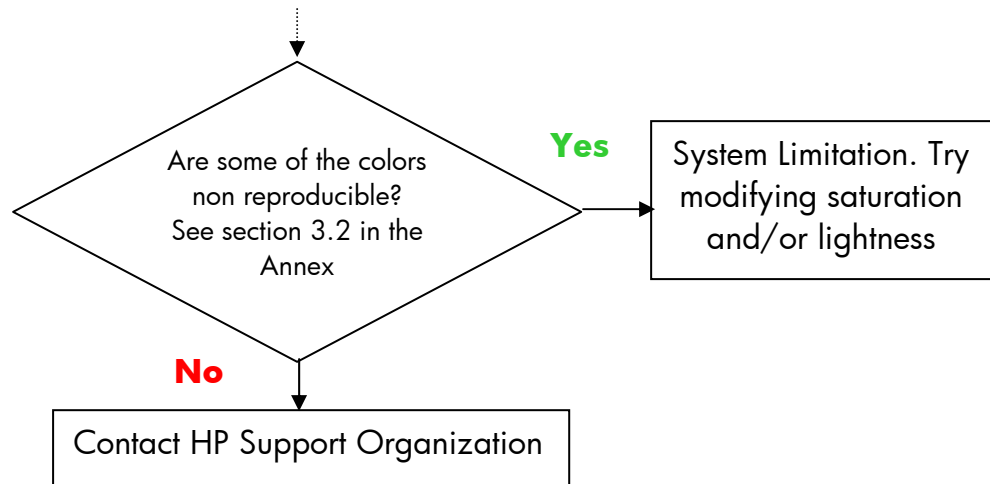 Are some of the colors
non reproducible?
See section 3.2 in the
Annex
Yes
System Limitation. Try
modifying saturation
and/or lightness
No
Contact HP Support Organization